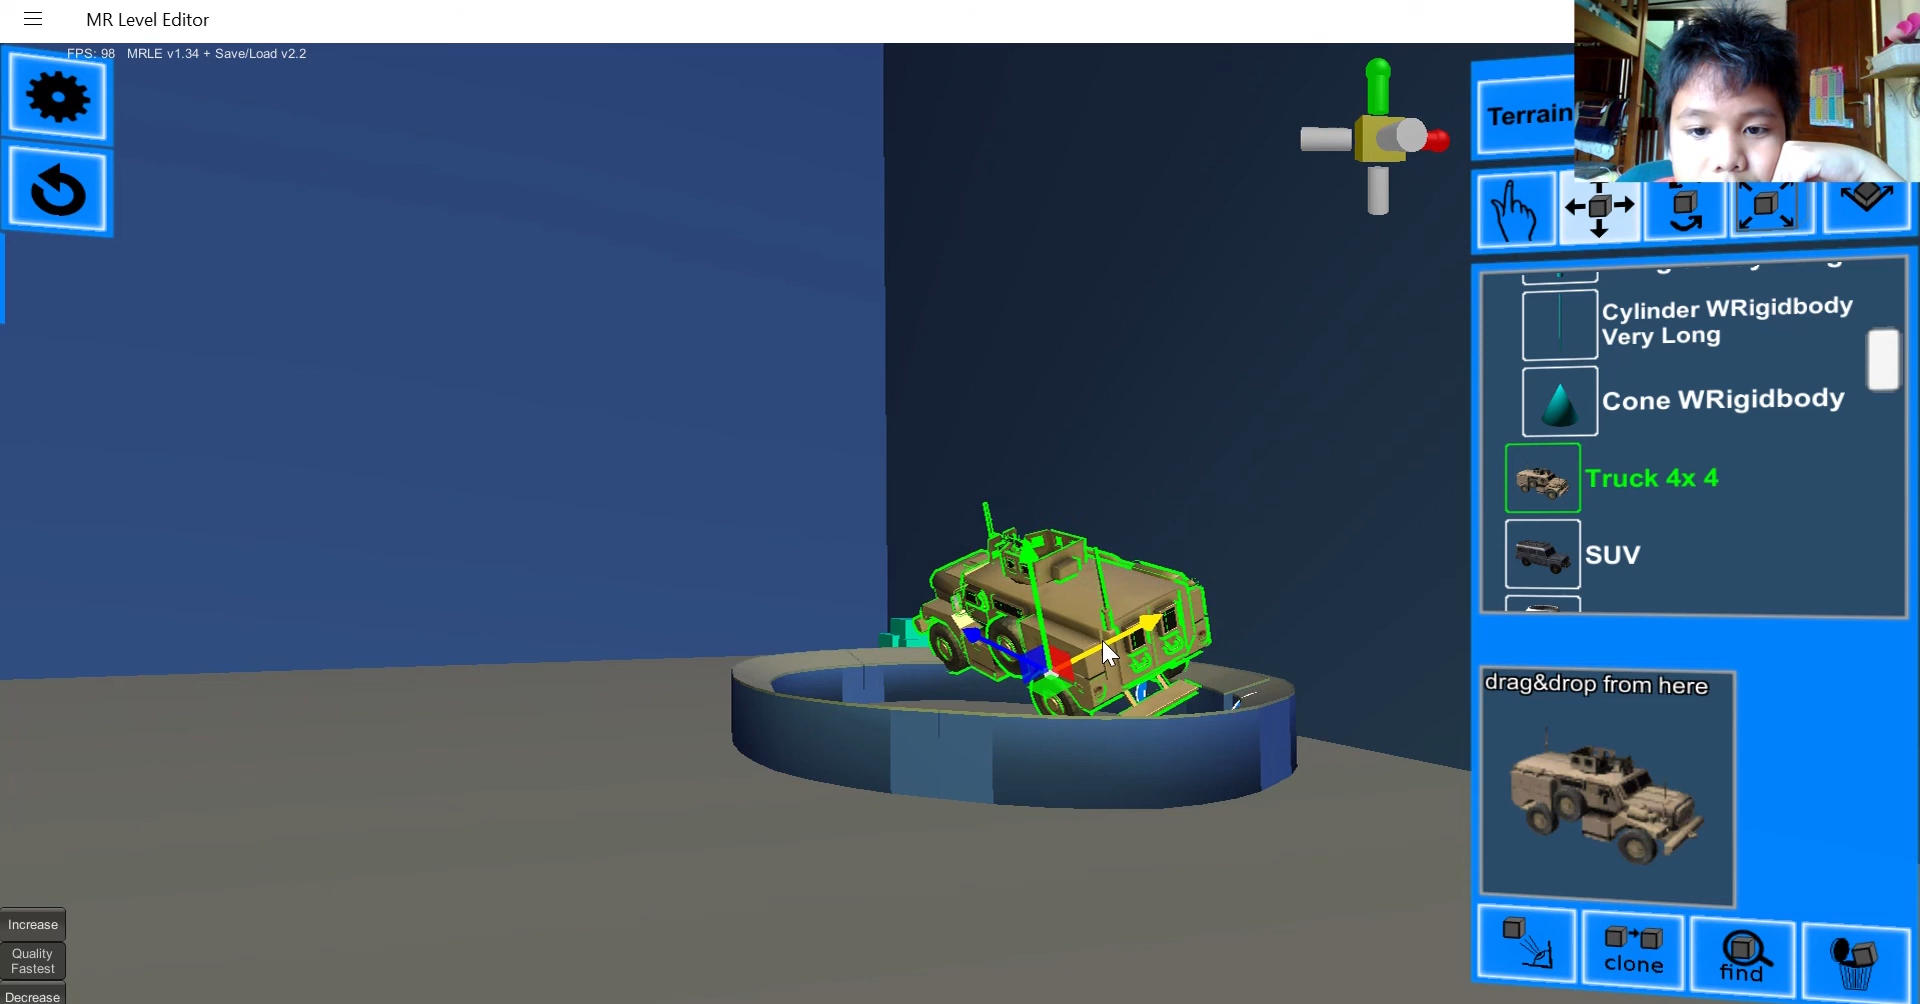 MR Level Editor
FPS: 98 MRLE v1.34 + Save/Load v2.2
Terrain
Cylinder WRigidbody
Very Long
Cone WRigidbody
Truck 4x 4
SUV
drag&drop from here
clone
find
Increase
Quality
Fastest
Decrease